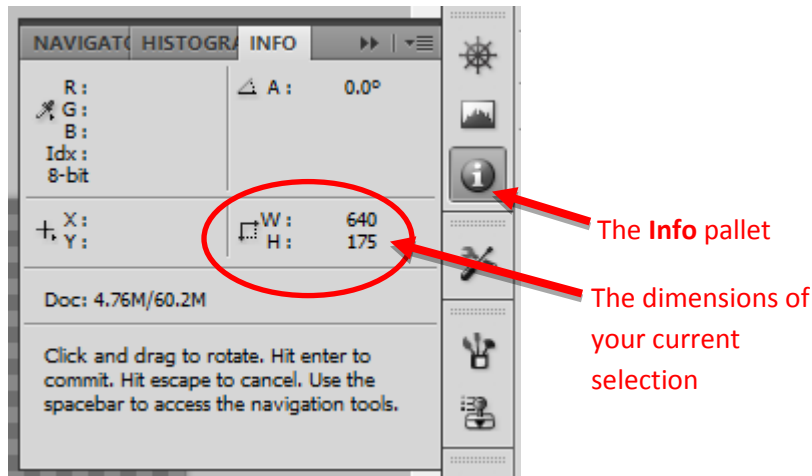 NAVIGAT( HISTOGRA INFO
R :
G :
B :
Idx :
8-bit
A : 0.0°
X :
Y :
W : 640
H : 175
Doc: 4.76M/60.2M
Click and drag to rotate. Hit enter to
commit. Hit escape to cancel. Use the
spacebar to access the navigation tools.
The Info pallet
The dimensions of
your current
selection